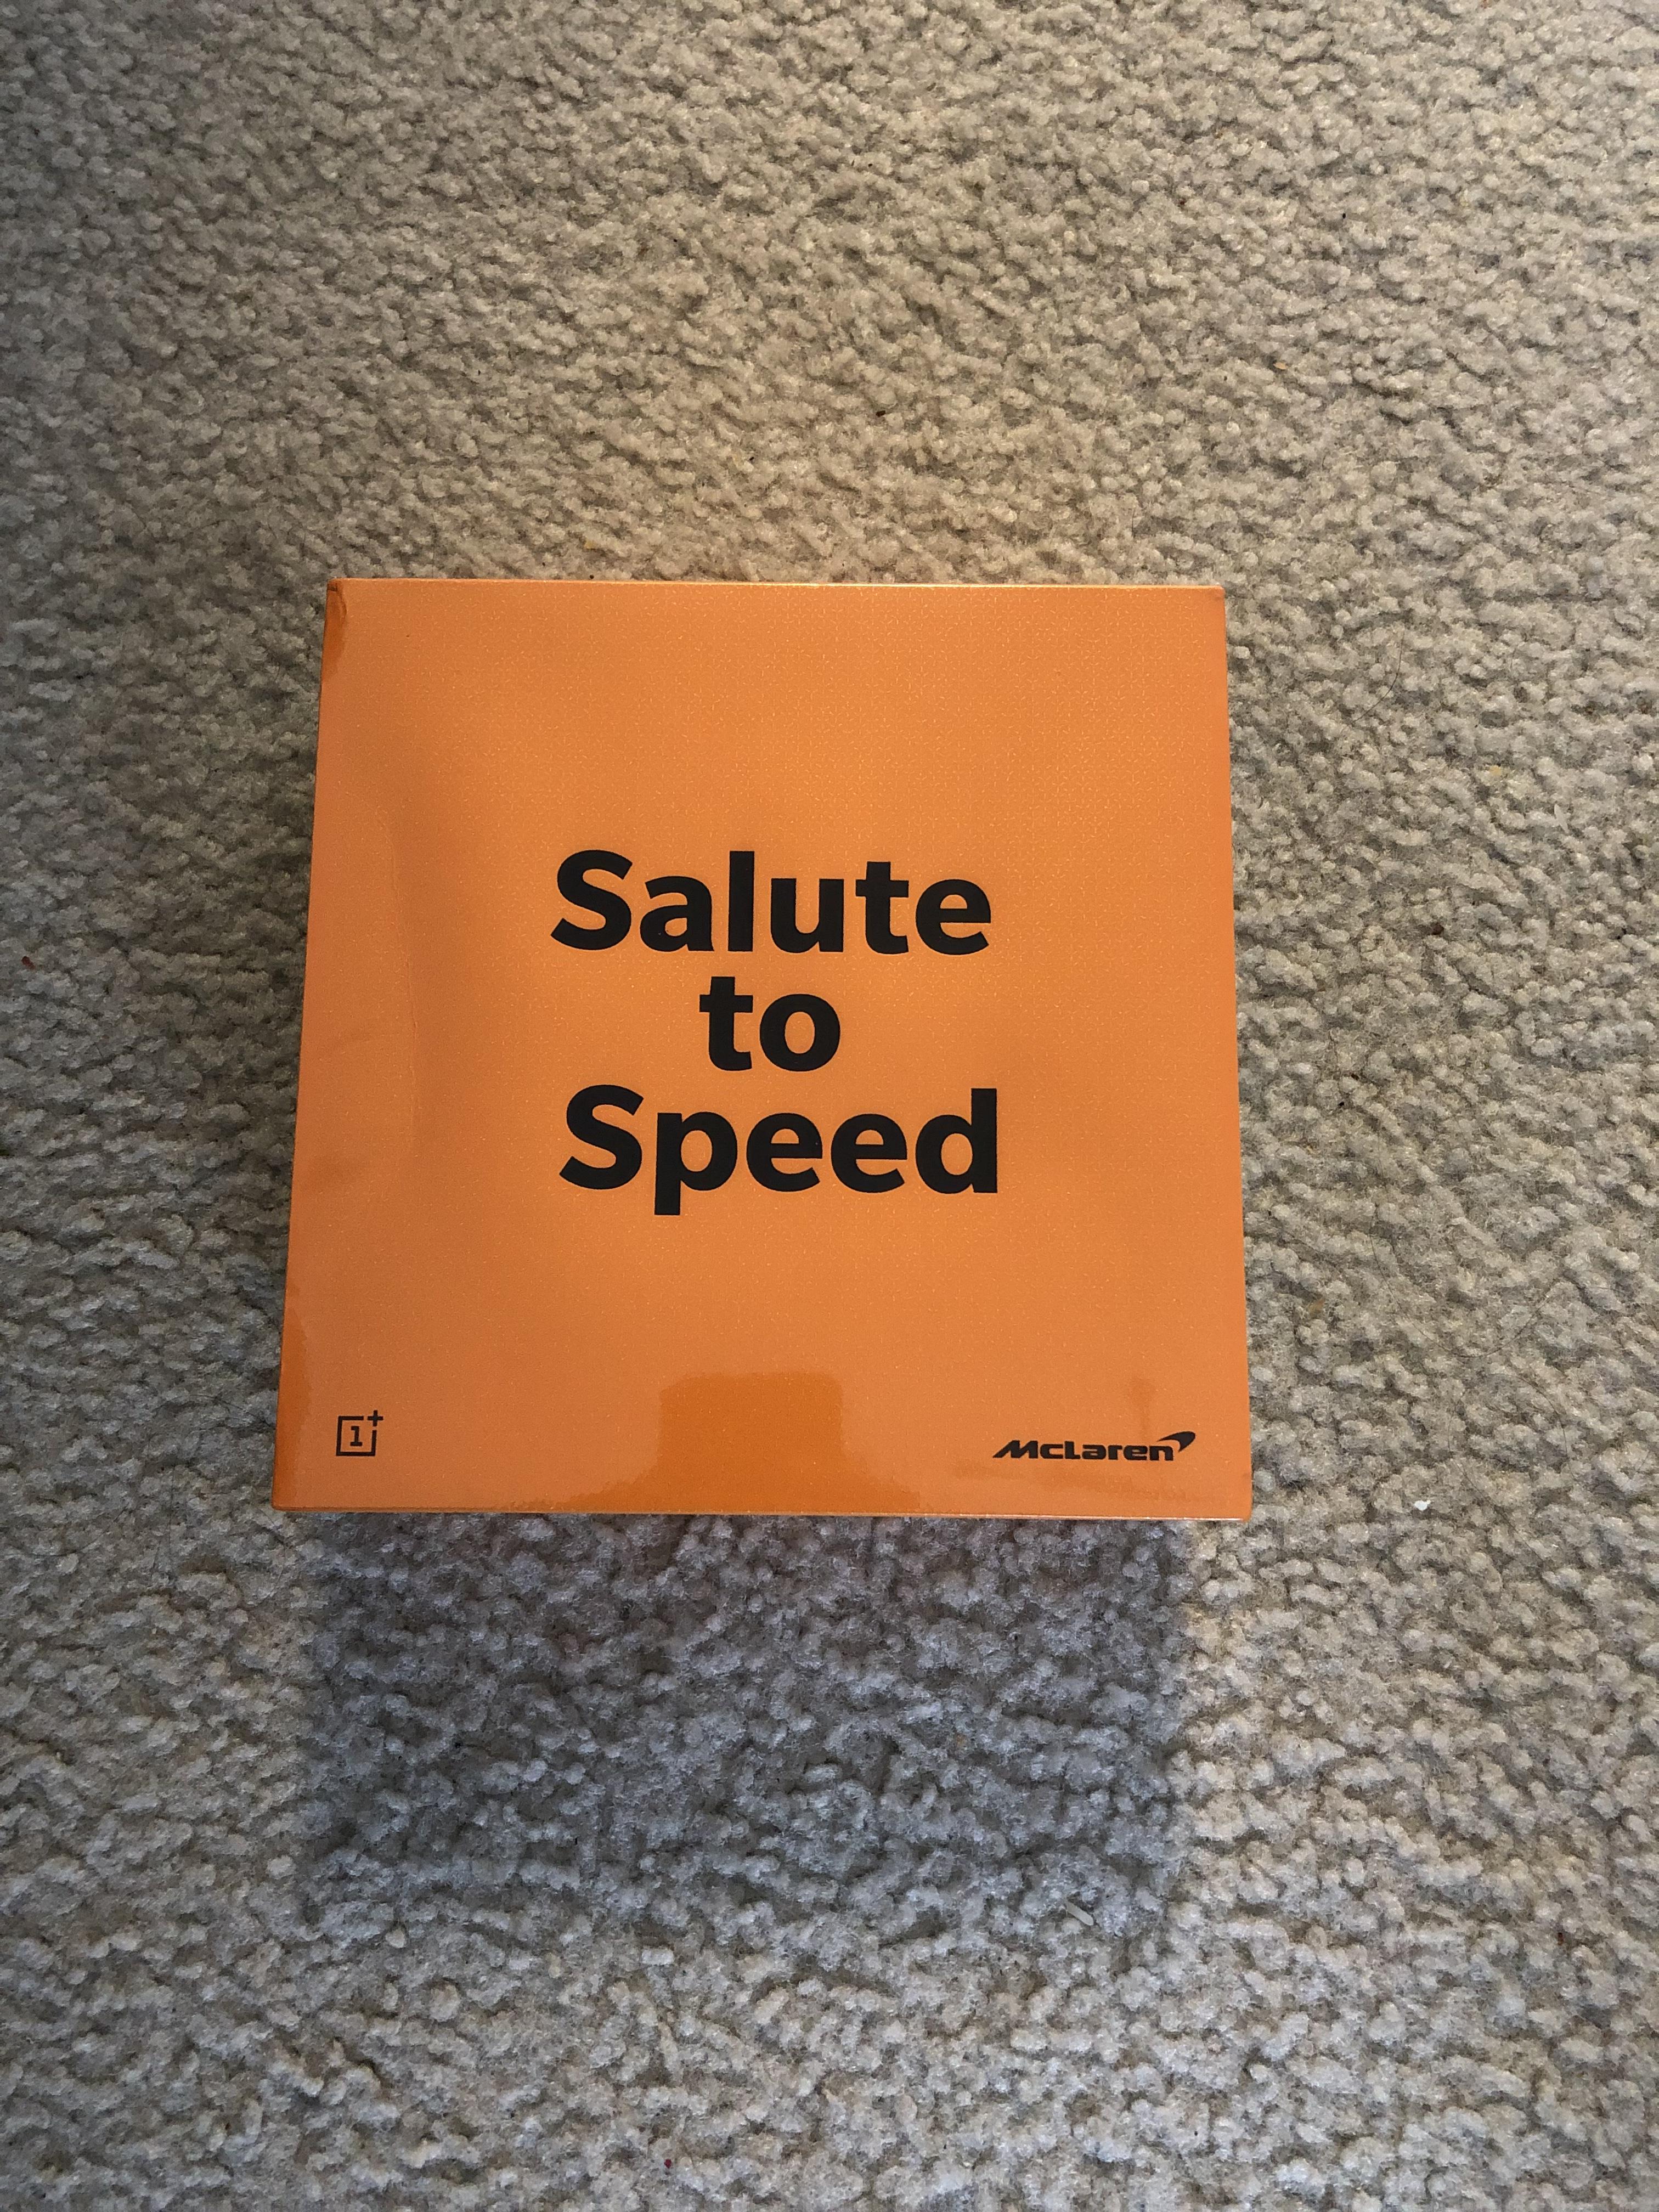 Salute
to
Speed
1+
McLaren